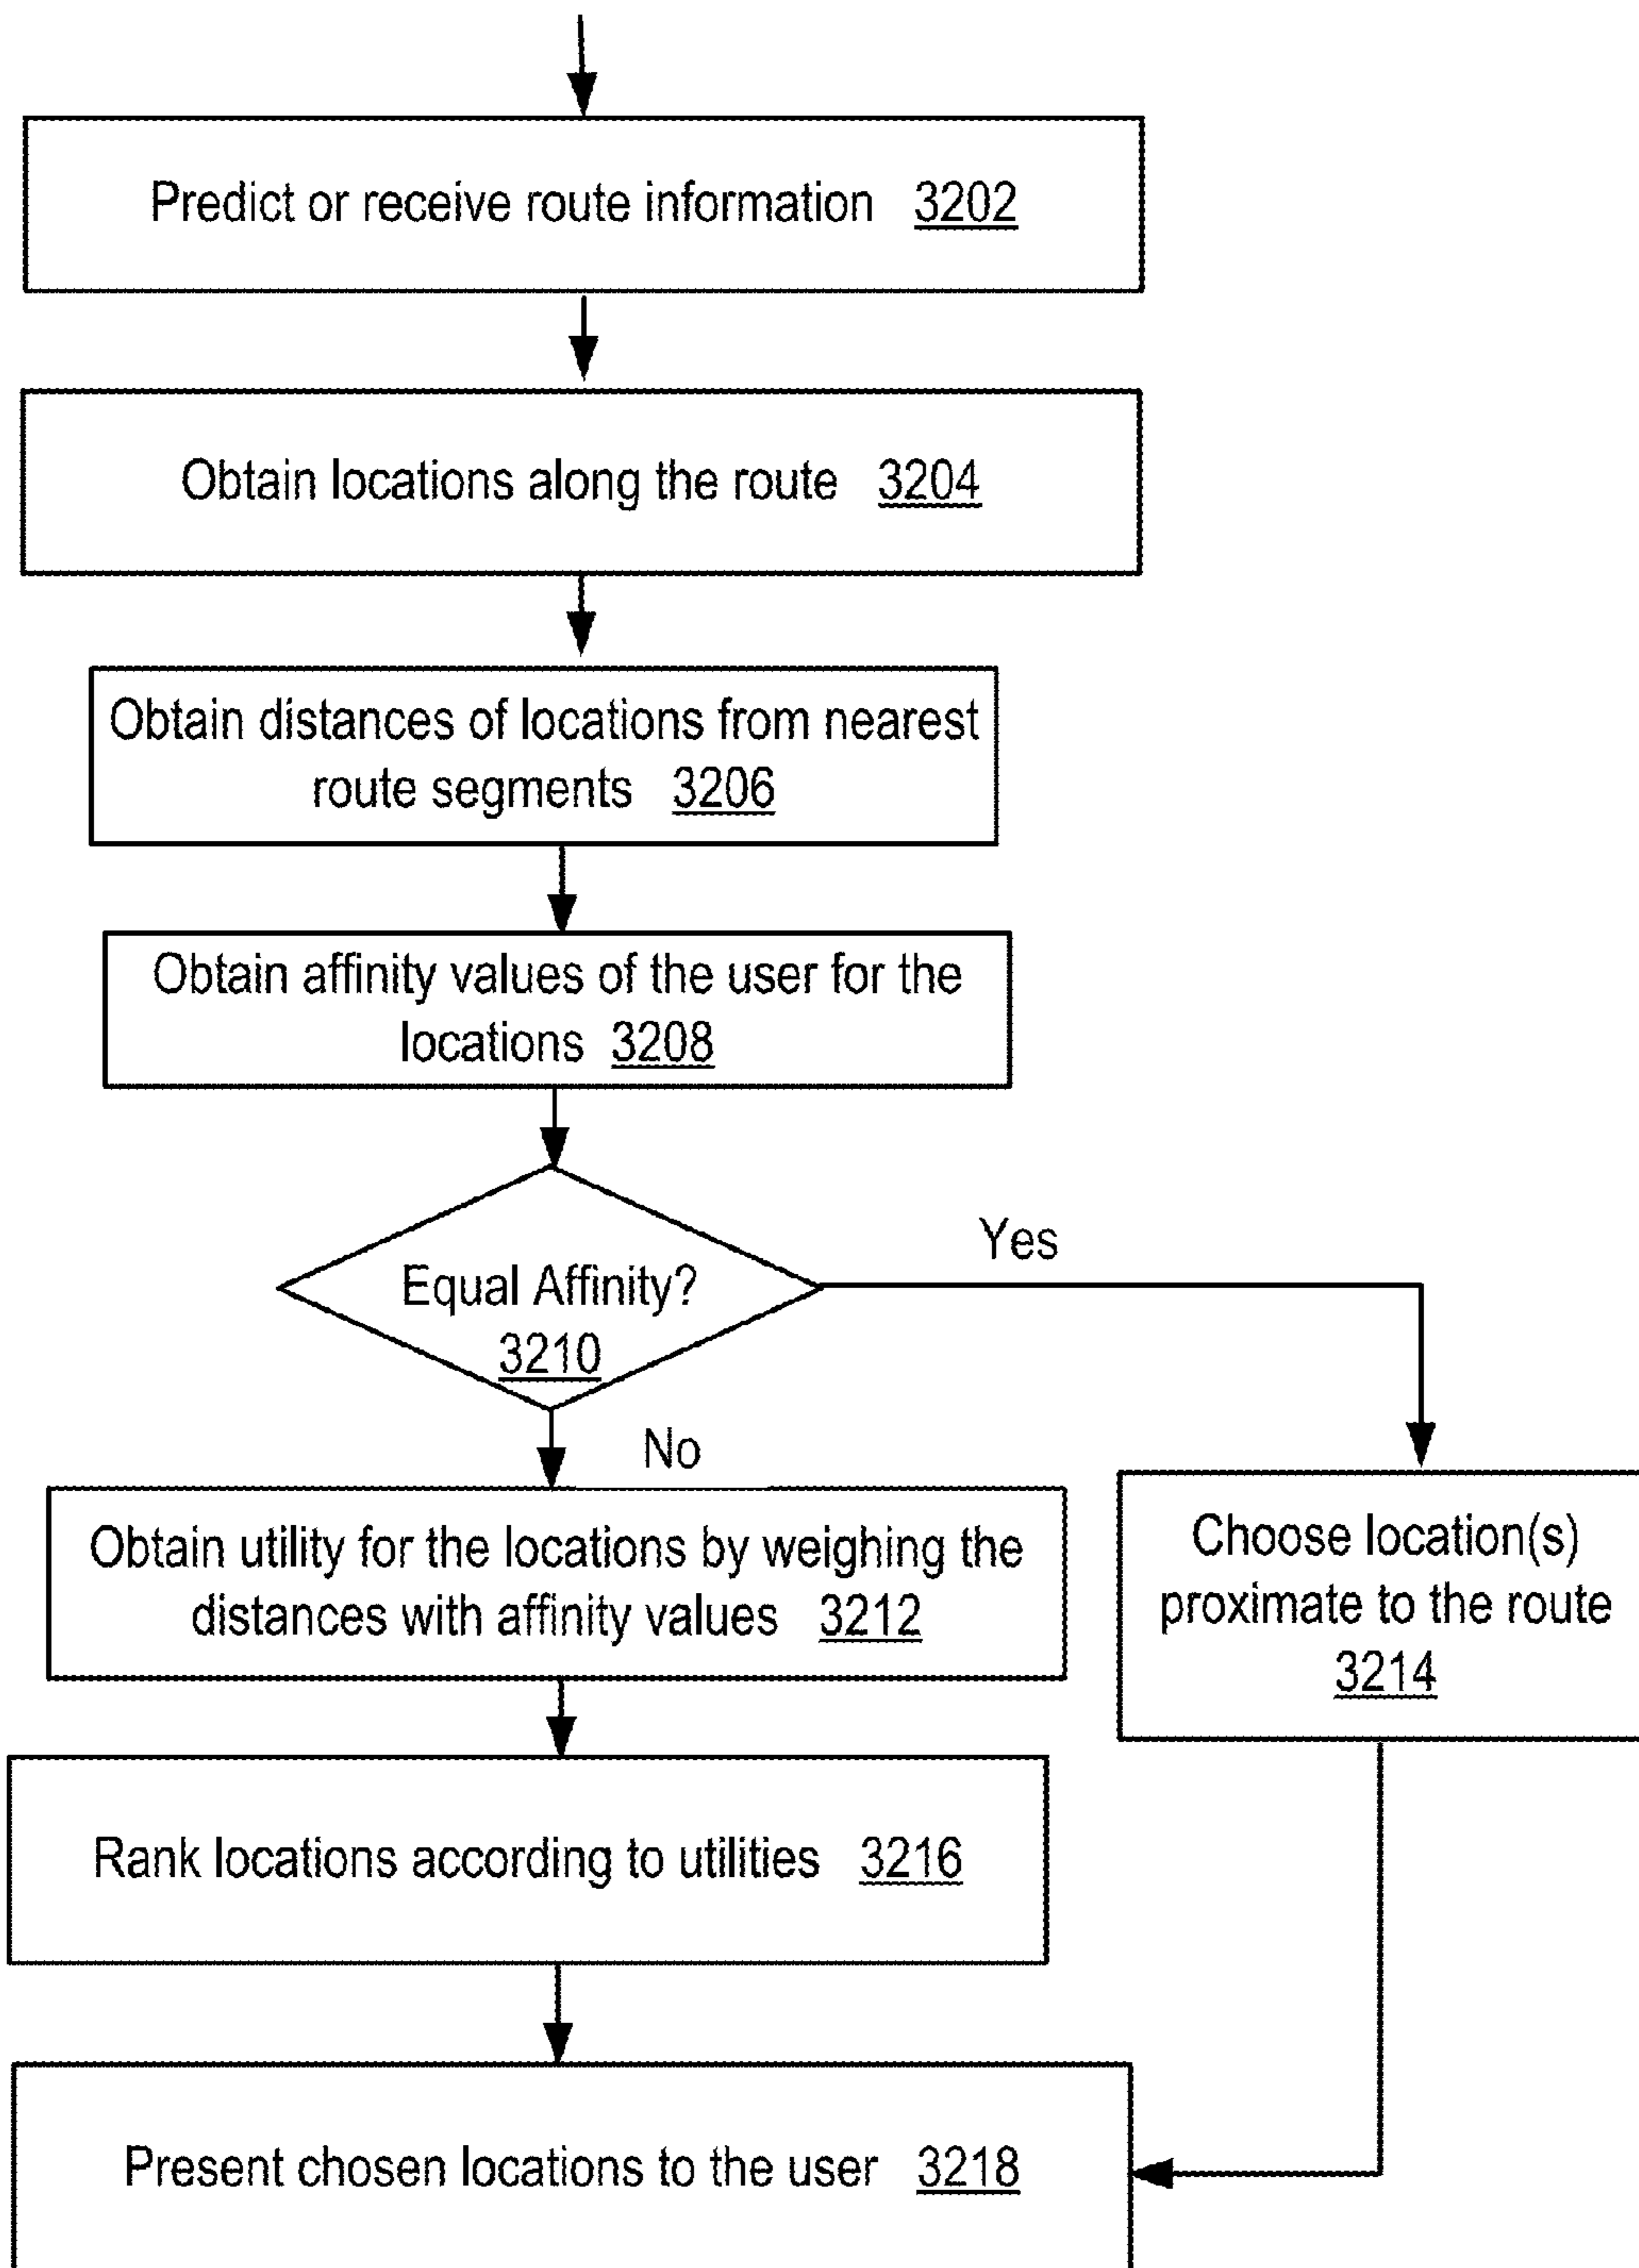 Predict or receive route information 3202
Obtain locations along the route 3204
Obtain distances of locations from nearest
route segments 3206
Obtain affinity values of the user for the
locations 3208
Equal Affinity?
3210
Yes
No
Obtain utility for the locations by weighing the
distances with affinity values 3212
Choose location(s)
proximate to the route
3214
Rank locations according to utilities 3216
Present chosen locations to the user 3218